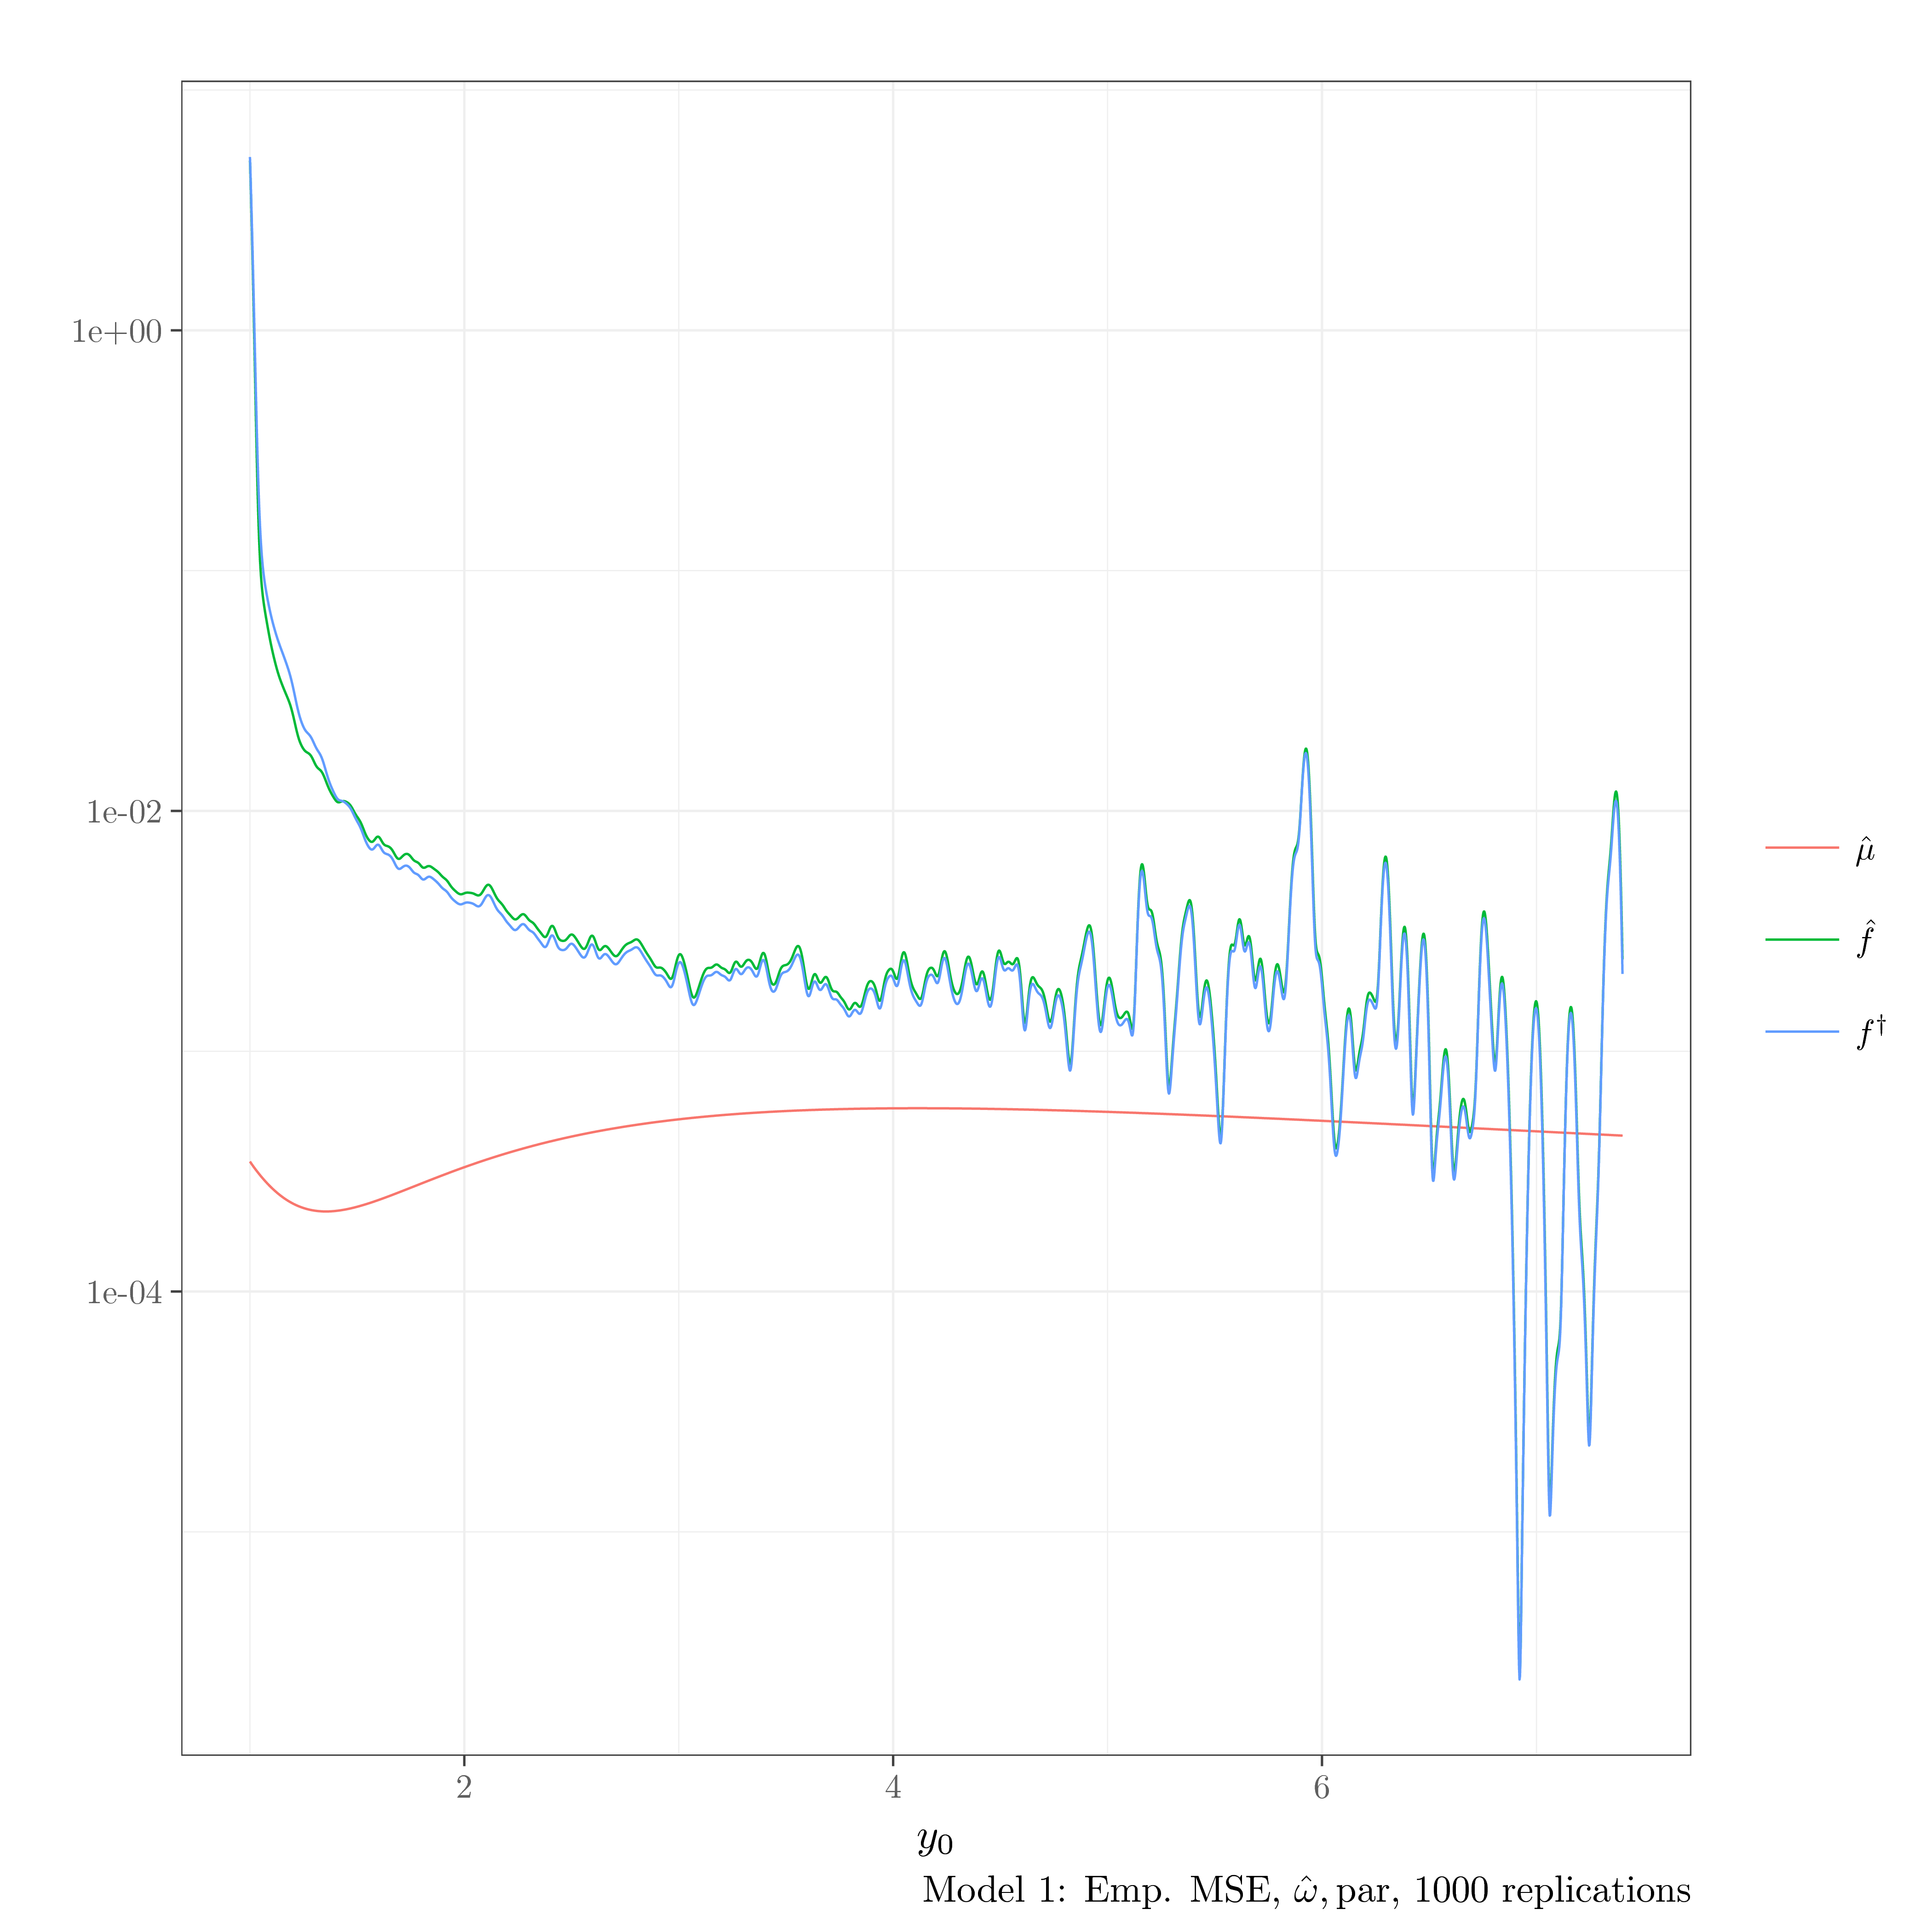 1e+00
1e-02
1e-04
2 4 6
y₀
μ̂
f̂
f†
Model 1: Emp. MSE, ω̂, par, 1000 replications